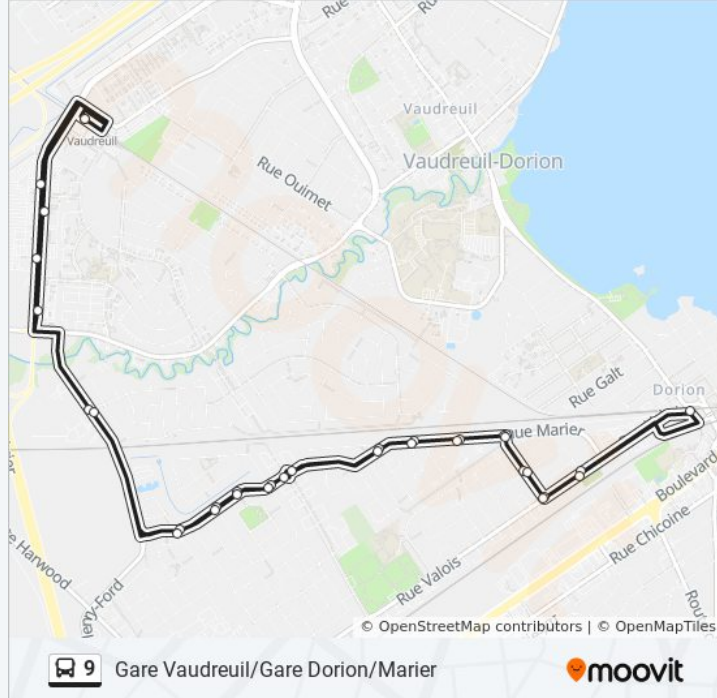 Rue
Rue
Vaudreuil
Vaudreuil
Vaudreuil-Dorion
Rue Ouimet
Rue Galt
Dorion
Rue Marier
Boulevard
Rue Chicoine
Harwood
Rue Valois
© OpenStreetMap contributors | © OpenMapTiles
9 Gare Vaudreuil/Gare Dorion/Marier
moovit